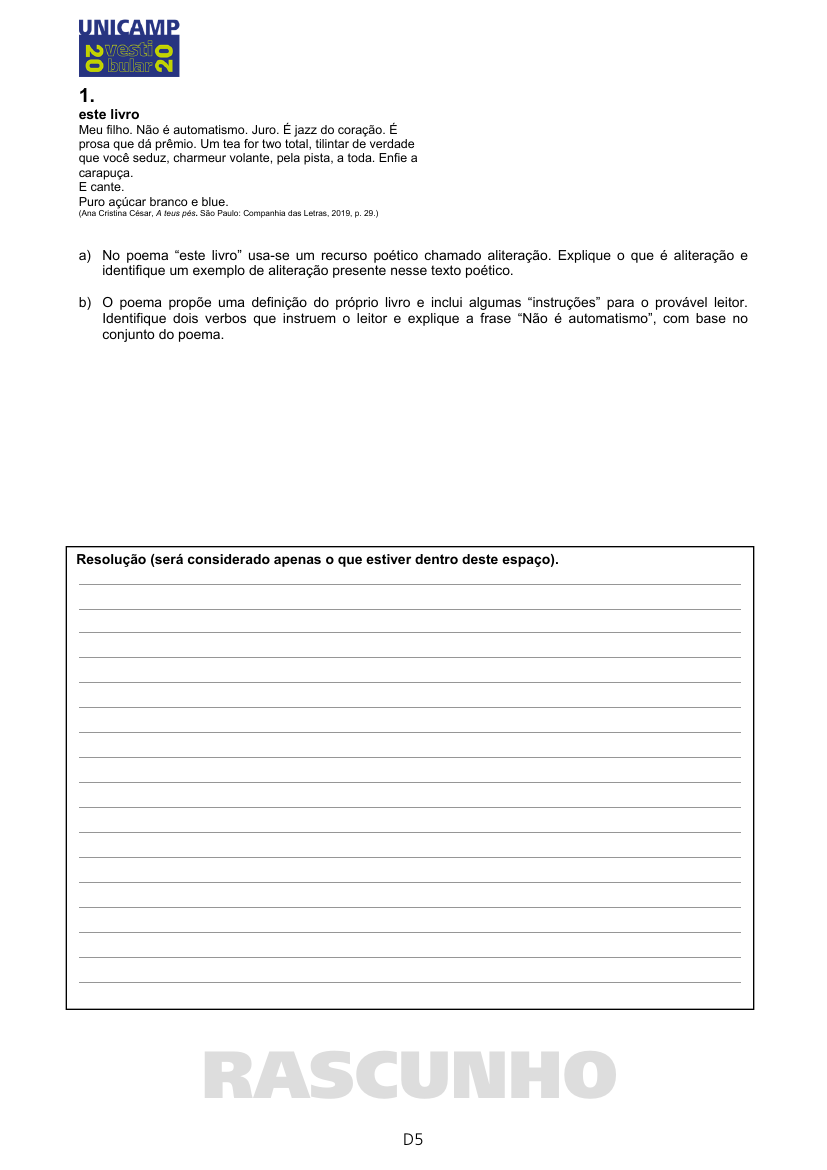 UNICAMP
20 vesti 20
bular
1.
este livro
Meu filho. Não é automatismo. Juro. É jazz do coração. É
prosa que dá prêmio. Um tea for two total, tilintar de verdade
que você seduz, charmeur volante, pela pista, a toda. Enfie a
carapuça.
E cante.
Puro açúcar branco e blue.
(Ana Cristina César, A teus pés. São Paulo: Companhia das Letras, 2019, p. 29.)
a) No poema “este livro” usa-se um recurso poético chamado aliteração. Explique o que é aliteração e
identifique um exemplo de aliteração presente nesse texto poético.
b) O poema propõe uma definição do próprio livro e inclui algumas “instruções” para o provável leitor.
Identifique dois verbos que instruem o leitor e explique a frase “Não é automatismo”, com base no
conjunto do poema.
Resolução (será considerado apenas o que estiver dentro deste espaço).
RASCUNHO
D5